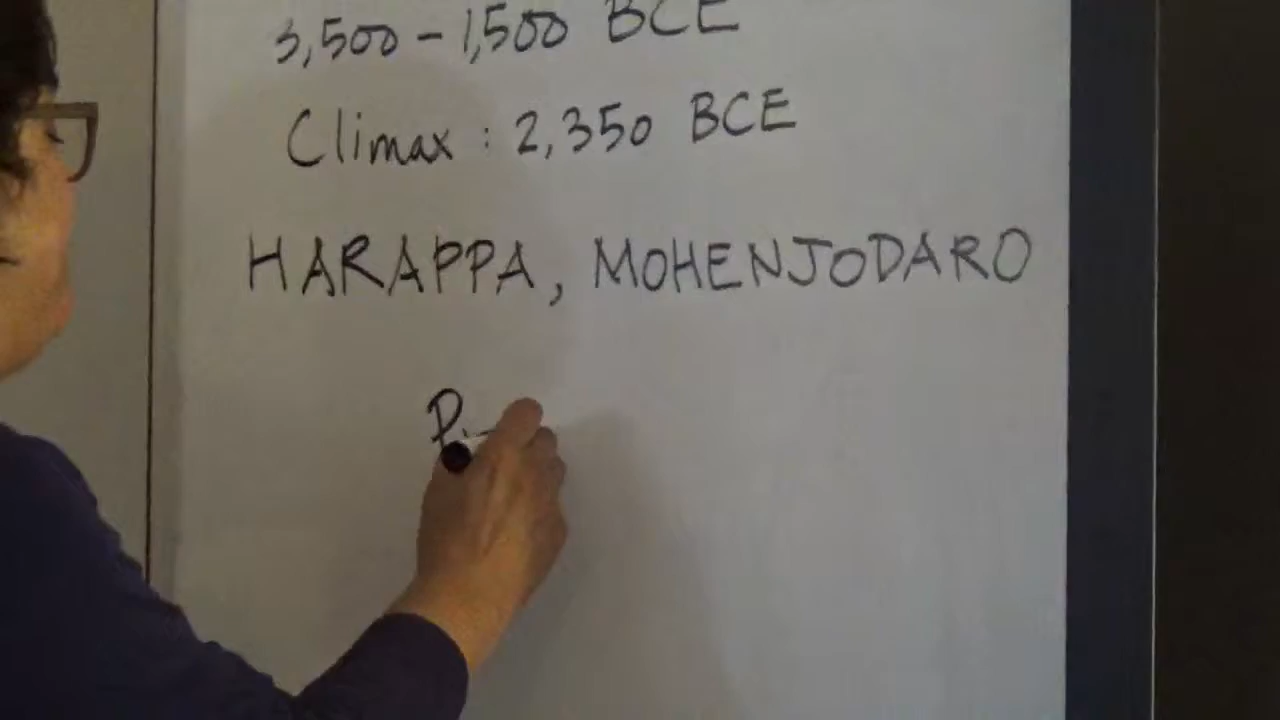 3,500 - 1,500 BCE
Climax : 2,350 BCE
HARAPPA, MOHENJODARO
P